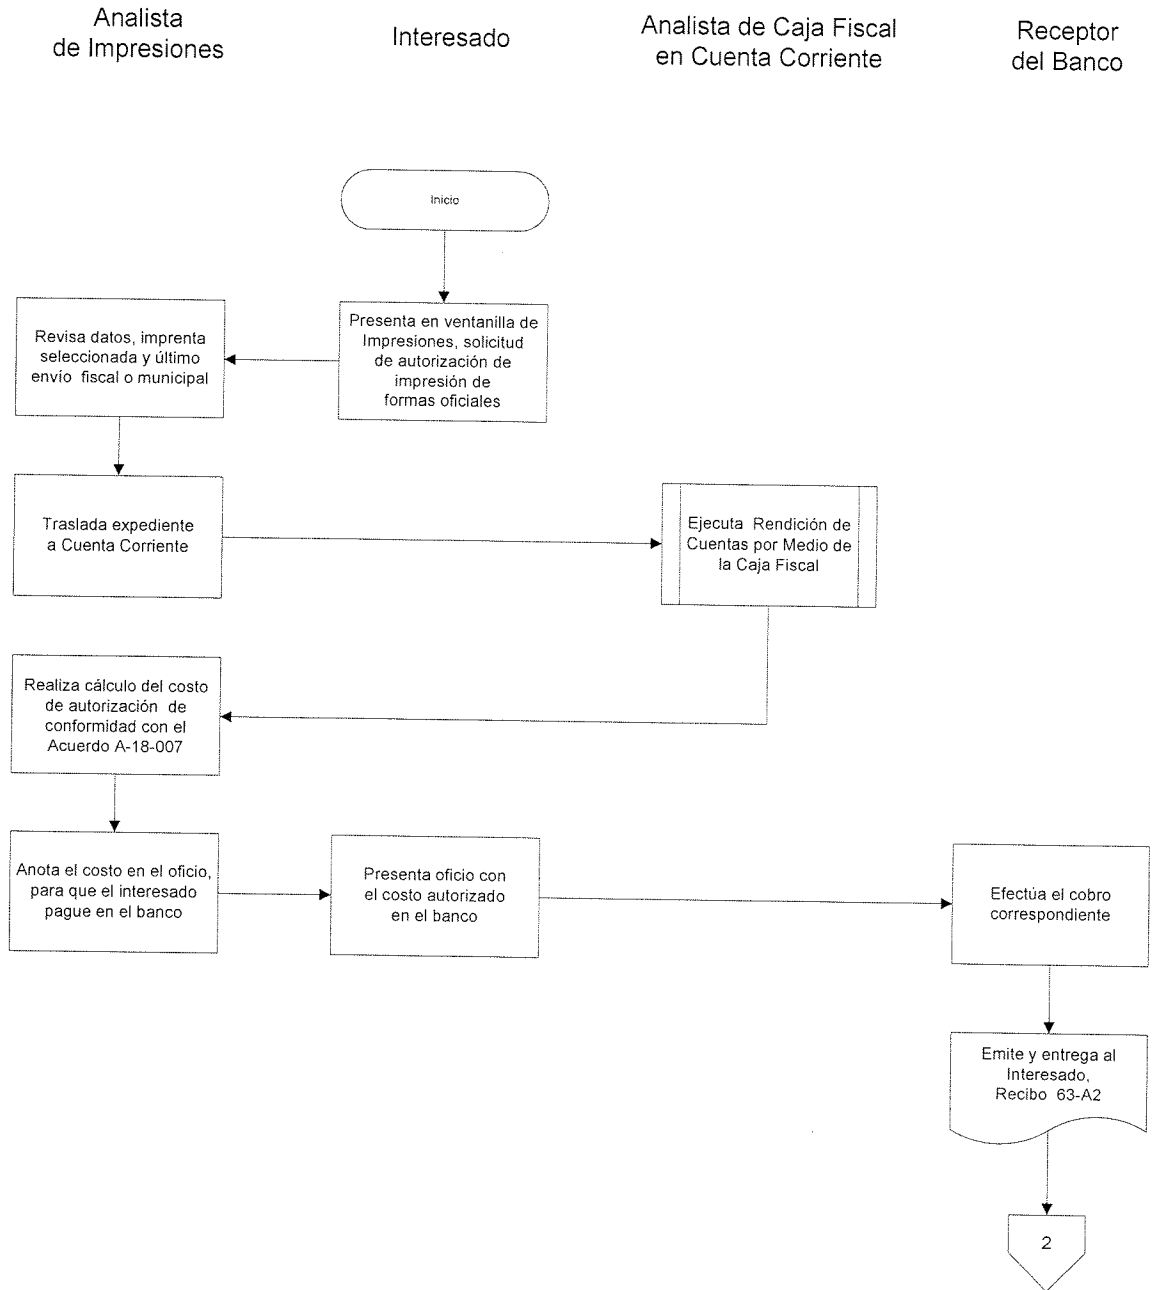 Analista
de Impresiones
Interesado
Analista de Caja Fiscal
en Cuenta Corriente
Receptor
del Banco
Inicio
Presenta en ventanilla de
Impresiones, solicitud
de autorización de
impresión de
formas oficiales
Revisa datos, imprenta
seleccionada y último
envío fiscal o municipal
Traslada expediente
a Cuenta Corriente
Ejecuta Rendición de
Cuentas por Medio de
la Caja Fiscal
Realiza cálculo del costo
de autorización de
conformidad con el
Acuerdo A-18-007
Anota el costo en el oficio,
para que el interesado
pague en el banco
Presenta oficio con
el costo autorizado
en el banco
Efectúa el cobro
correspondiente
Emite y entrega al
Interesado,
Recibo 63-A2
2